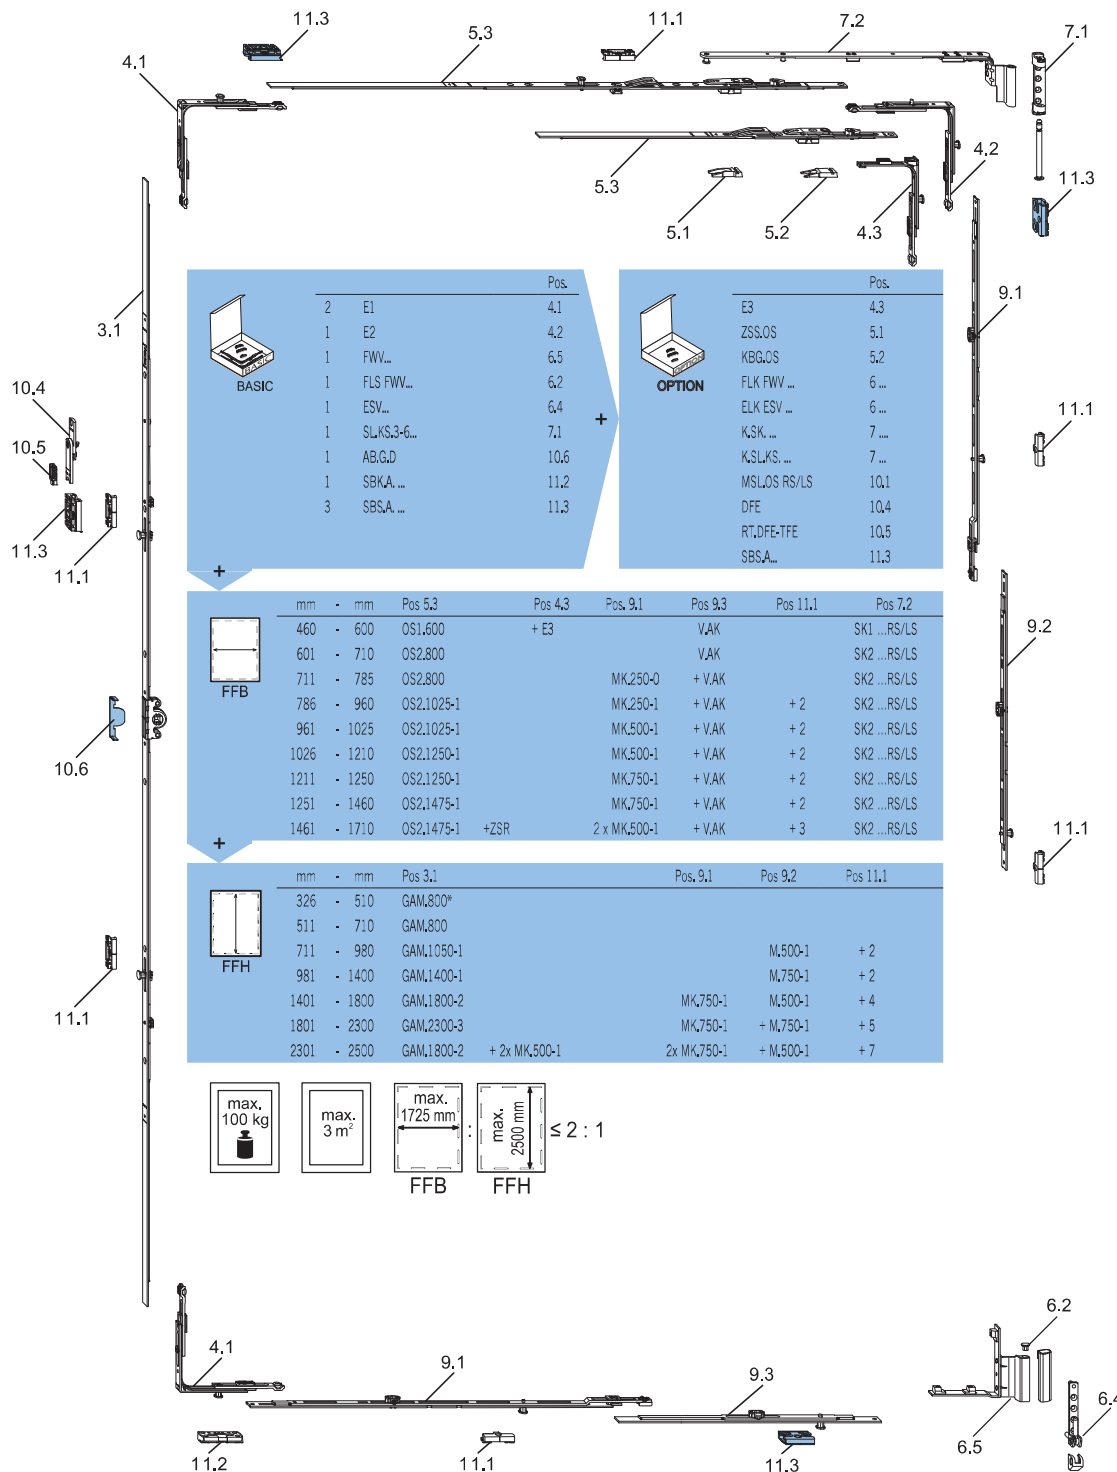 11.3
5.3
11.1
7.2
7.1
4.1
5.3
4.2
5.1
5.2
4.3
11.3
3.1
9.1
10.4
10.5
11.3
11.1
11.1
BASIC
BASIC
Pos.
2 E1 4.1
1 E2 4.2
1 FWV... 6.5
1 FLS FWV... 6.2
1 ESV... 6.4
1 SL.KS.3-6... 7.1
1 AB.G.D 10.6
1 SBK.A. ... 11.2
3 SBS.A. ... 11.3
+
OPTION
OPTION
Pos.
E3 4.3
ZSS.OS 5.1
KBG.OS 5.2
FLK FWV ... 6 ...
ELK ESV ... 6 ...
K.SK. ... 7 ....
K.SL.KS. ... 7 ...
MSL.OS RS/LS 10.1
DFE 10.4
RT.DFE-TFE 10.5
SBS.A... 11.3
+
FFB
mm - mm Pos 5.3 Pos 4.3 Pos. 9.1 Pos 9.3 Pos 11.1 Pos 7.2
460 - 600 OS1.600 + E3 V.AK SK1 ...RS/LS
601 - 710 OS2.800 V.AK SK2 ...RS/LS
711 - 785 OS2.800 MK.250-0 + V.AK SK2 ...RS/LS
786 - 960 OS2.1025-1 MK.250-1 + V.AK + 2 SK2 ...RS/LS
961 - 1025 OS2.1025-1 MK.500-1 + V.AK + 2 SK2 ...RS/LS
1026 - 1210 OS2.1250-1 MK.500-1 + V.AK + 2 SK2 ...RS/LS
1211 - 1250 OS2.1250-1 MK.750-1 + V.AK + 2 SK2 ...RS/LS
1251 - 1460 OS2.1475-1 MK.750-1 + V.AK + 2 SK2 ...RS/LS
1461 - 1710 OS2.1475-1 +ZSR 2 x MK.500-1 + V.AK + 3 SK2 ...RS/LS
9.2
10.6
11.1
+
FFH
mm - mm Pos 3.1 Pos. 9.1 Pos 9.2 Pos 11.1
326 - 510 GAM.800*
511 - 710 GAM.800
711 - 980 GAM.1050-1 M.500-1 + 2
981 - 1400 GAM.1400-1 M.750-1 + 2
1401 - 1800 GAM.1800-2 MK.750-1 M.500-1 + 4
1801 - 2300 GAM.2300-3 MK.750-1 + M.750-1 + 5
2301 - 2500 GAM.1800-2 + 2x MK.500-1 2x MK.750-1 + M.500-1 + 7
11.1
max.
100 kg
max.
3 m²
max.
1725 mm
FFB
:
max.
2500 mm
FFH
≤ 2 : 1
4.1
9.1
9.3
6.2
6.5
6.4
11.2
11.1
11.3